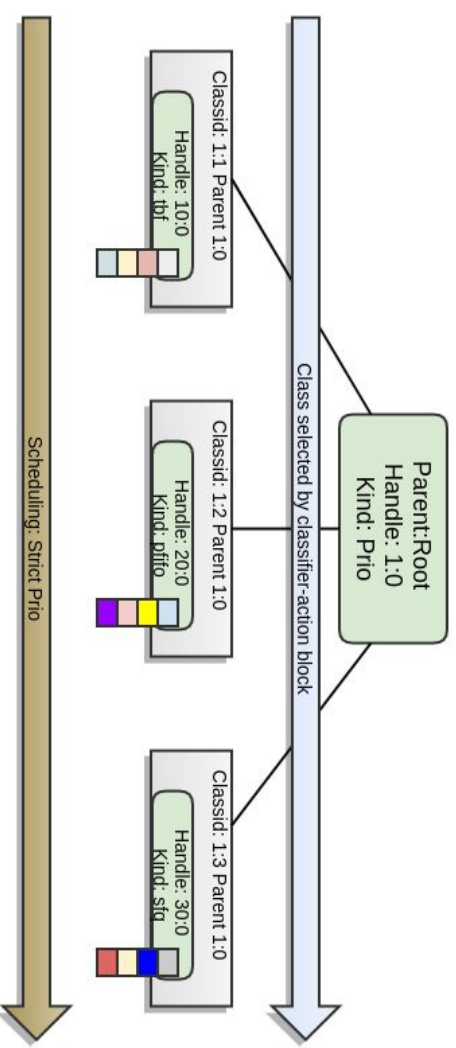 Parent:Root
Handle: 1:0
Kind: Prio
Class selected by classifier-action block
Classid: 1:1 Parent 1:0
Handle: 10:0
Kind: tbf
Classid: 1:2 Parent 1:0
Handle: 20:0
Kind: pfifo
Classid: 1:3 Parent 1:0
Handle: 30:0
Kind: sfq
Scheduling: Strict Prio